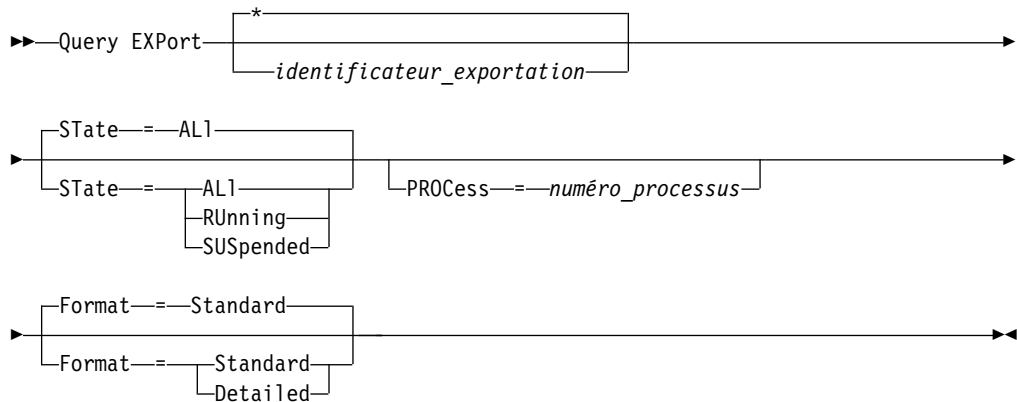 *
Query EXPort
identificateur_exportation
STate = ALl
STate = ALl
PROCess = numéro_processus
RUnning
SUSpended
Format = Standard
Format = Standard
Detailed